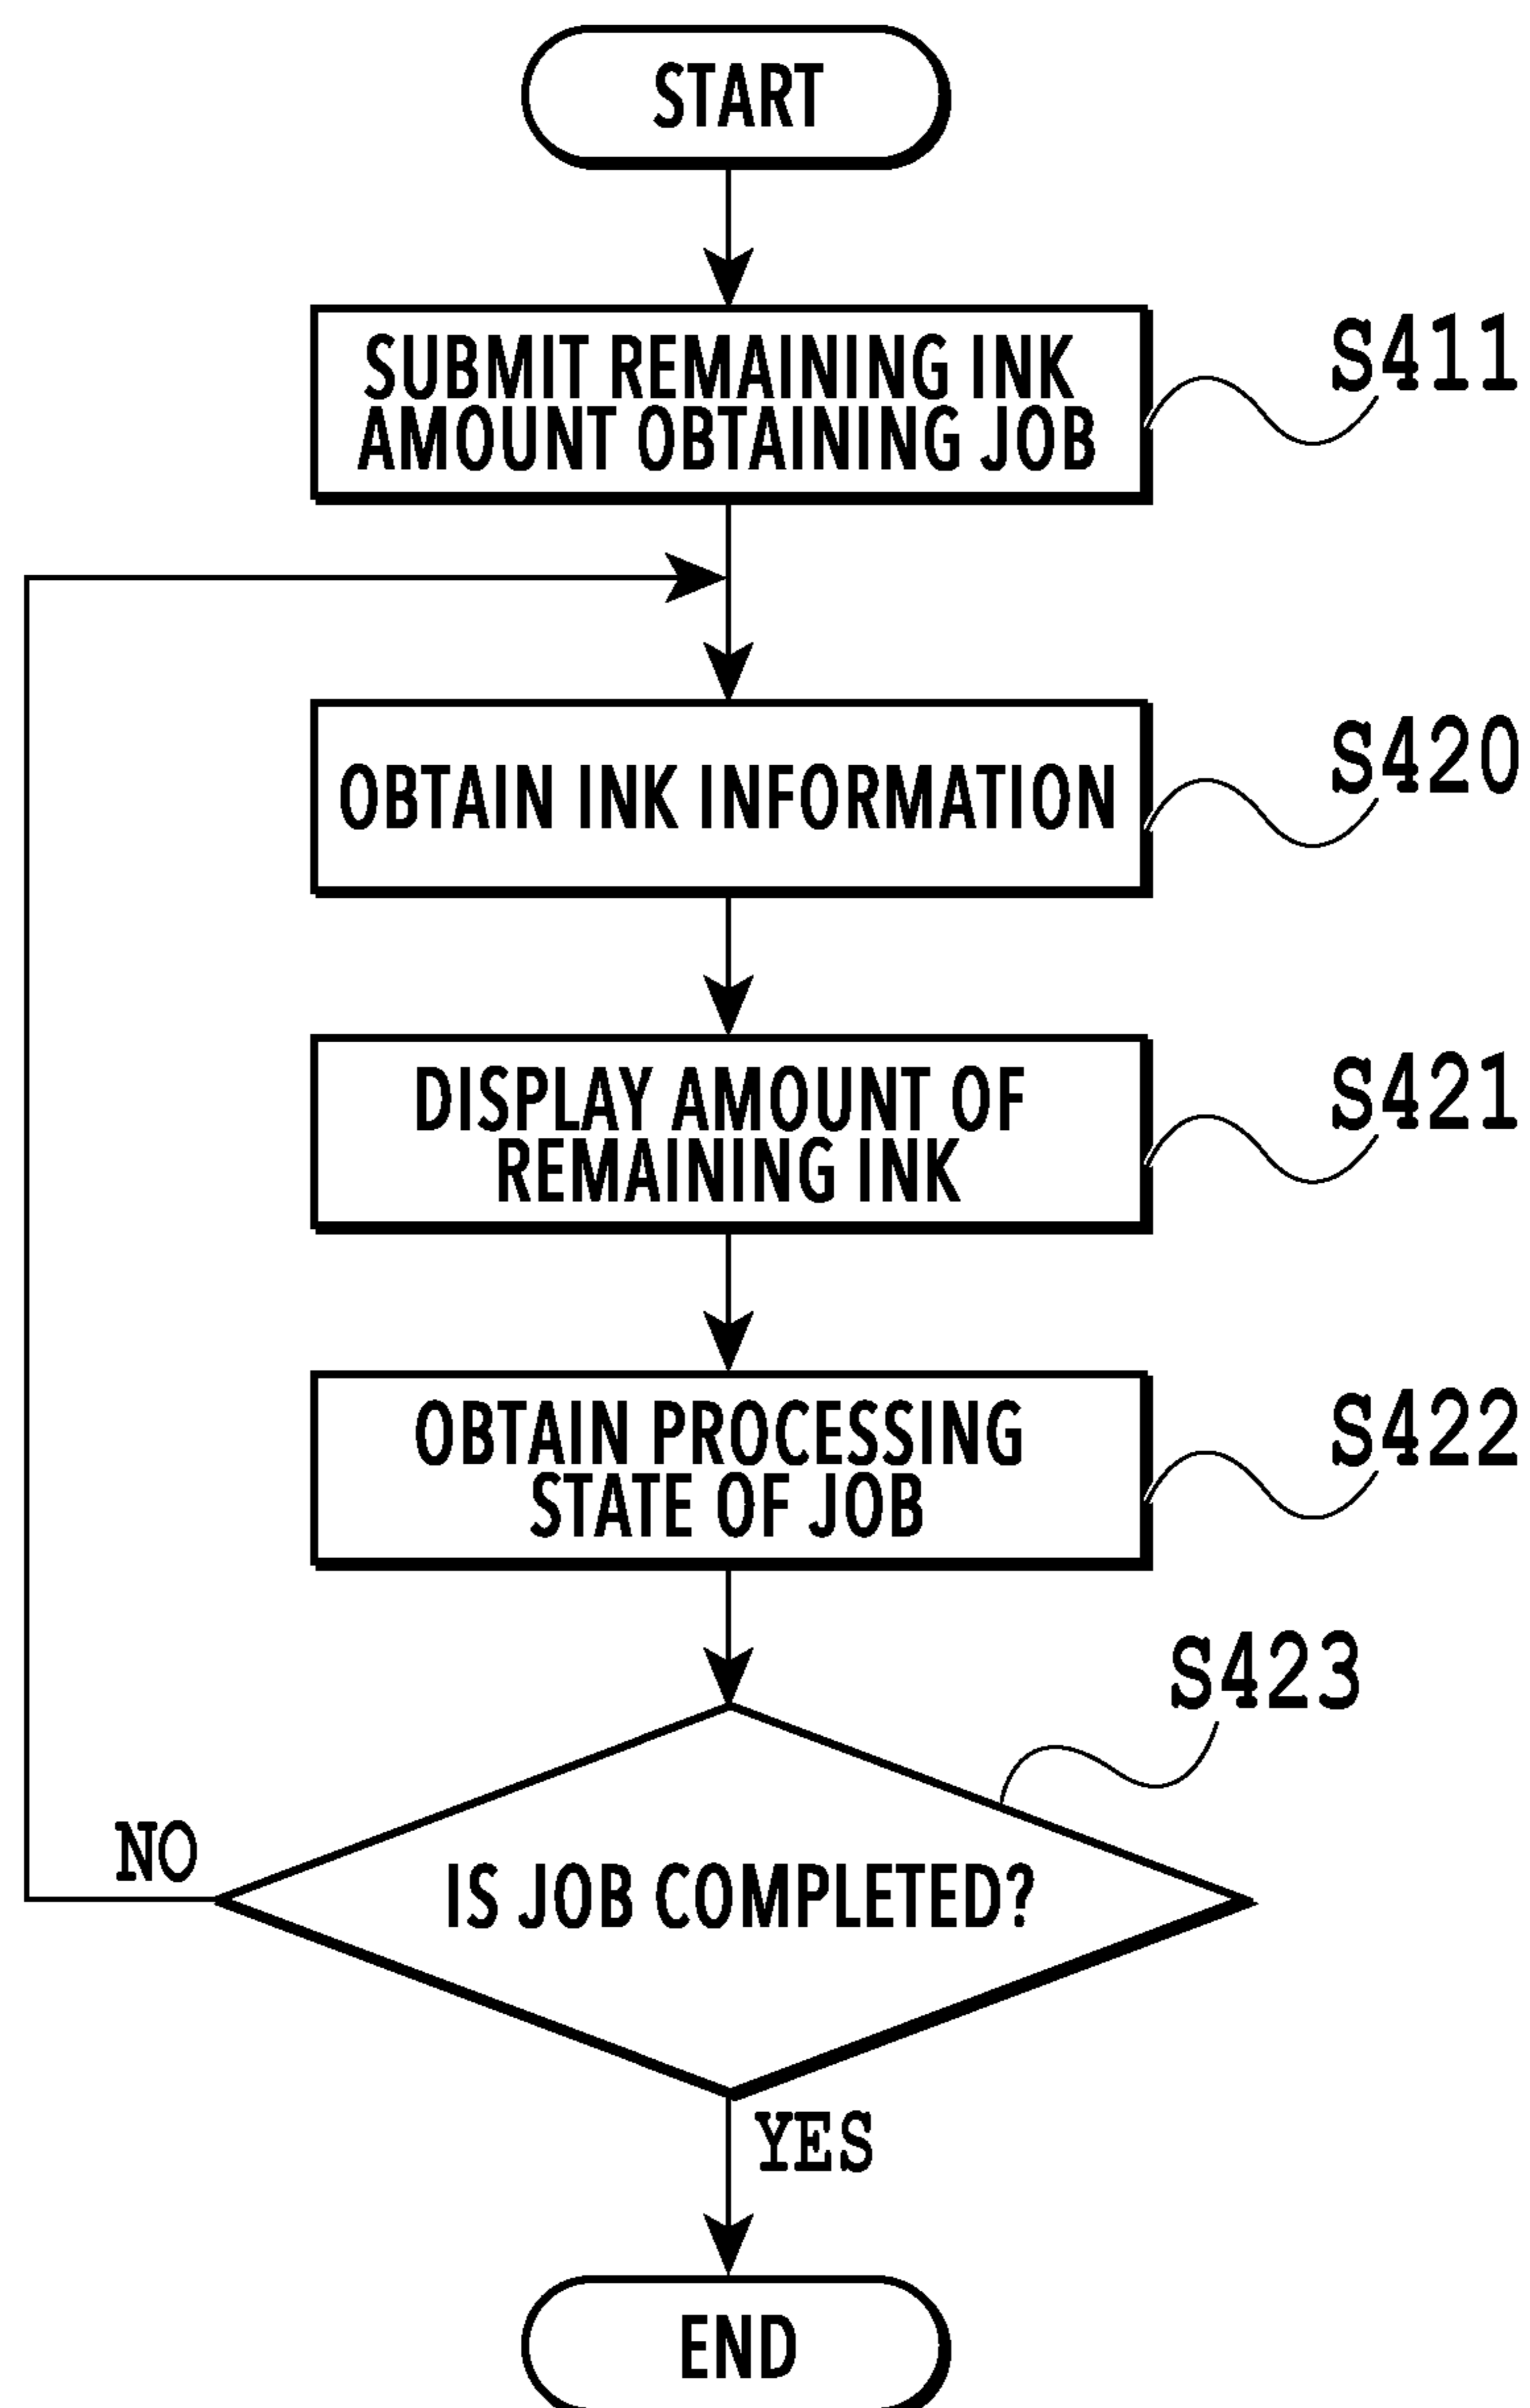 START
SUBMIT REMAINING INK
AMOUNT OBTAINING JOB
S411
OBTAIN INK INFORMATION
S420
DISPLAY AMOUNT OF
REMAINING INK
S421
OBTAIN PROCESSING
STATE OF JOB
S422
S423
IS JOB COMPLETED?
NO
YES
END